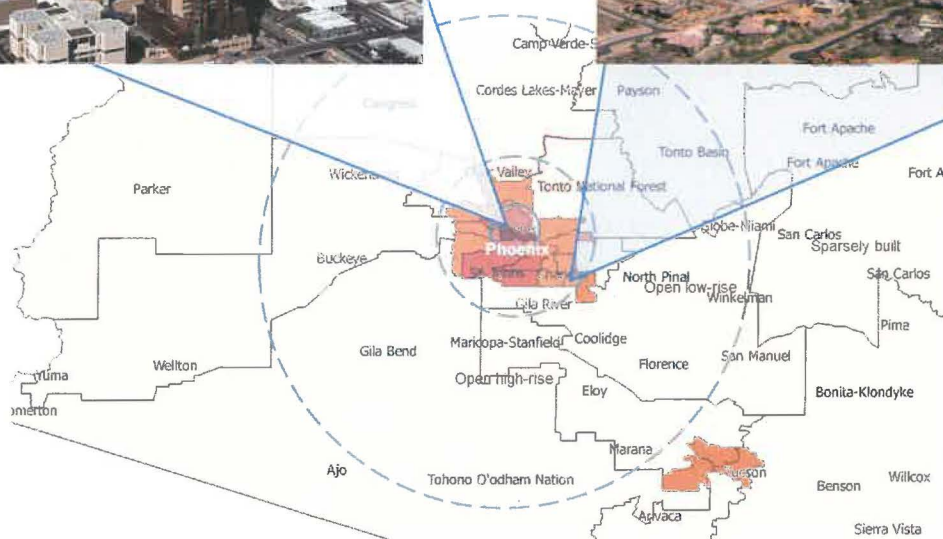 Camp Verde-S
Cordes Lakes-Mayer
Payson
Congress
Fort Apache
Tonto Basin
Fort Apache
Fort A
Valley
Parker
Tonto National Forest
Globe-Miami
San Carlos
Sparsely built
Phoenix
Buckeye
North Pinal
San Carlos
Open low-rise
Winkelman
Gila River
Pima
Maricopa-Stanfield
Coolidge
Gila Bend
San Manuel
Wellton
Florence
Yuma
Open high-rise
Eloy
Bonita-Klondyke
omerton
Marana
Ajo
Tohono O'odham Nation
Tucson
Benson
Willcox
Arivaca
Sierra Vista